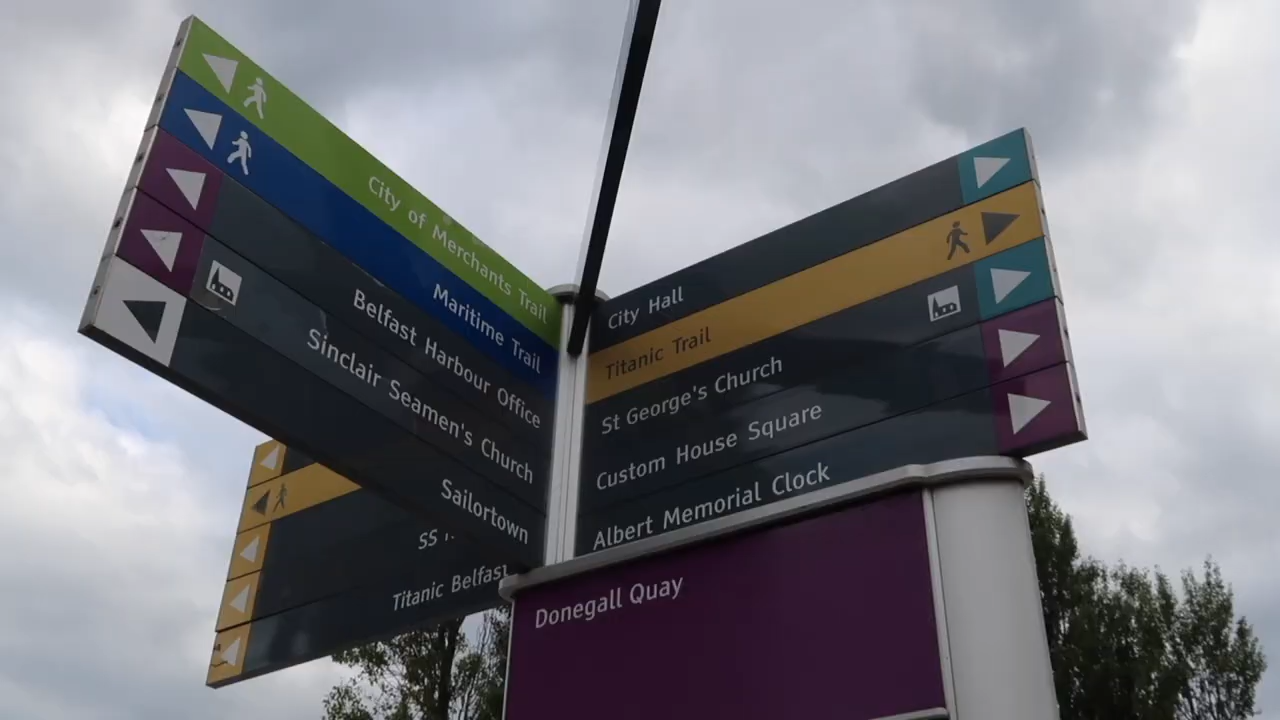 City of Merchants Trail
Maritime Trail
Belfast Harbour Office
Sinclair Seamen's Church
Sailortown
City Hall
Titanic Trail
St George's Church
Custom House Square
Albert Memorial Clock
SS
Titanic Belfast
Donegall Quay